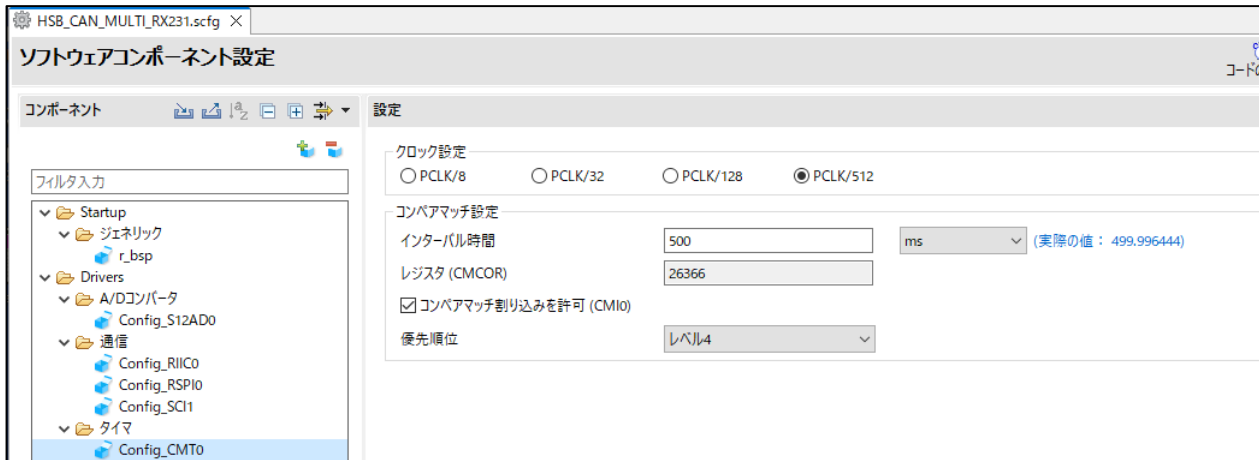 HSB_CAN_MULTI_RX231.scfg
ソフトウェアコンポーネント設定
コードの
コンポーネント
フィルタ入力
Startup
ジェネリック
r_bsp
Drivers
A/Dコンバータ
Config_S12AD0
通信
Config_RIIC0
Config_RSPI0
Config_SCI1
タイマ
Config_CMT0
設定
クロック設定
PCLK/8 PCLK/32 PCLK/128 PCLK/512
コンペアマッチ設定
インターバル時間 500 ms (実際の値： 499.996444)
レジスタ (CMCOR) 26366
コンペアマッチ割り込みを許可 (CMI0)
優先順位 レベル4